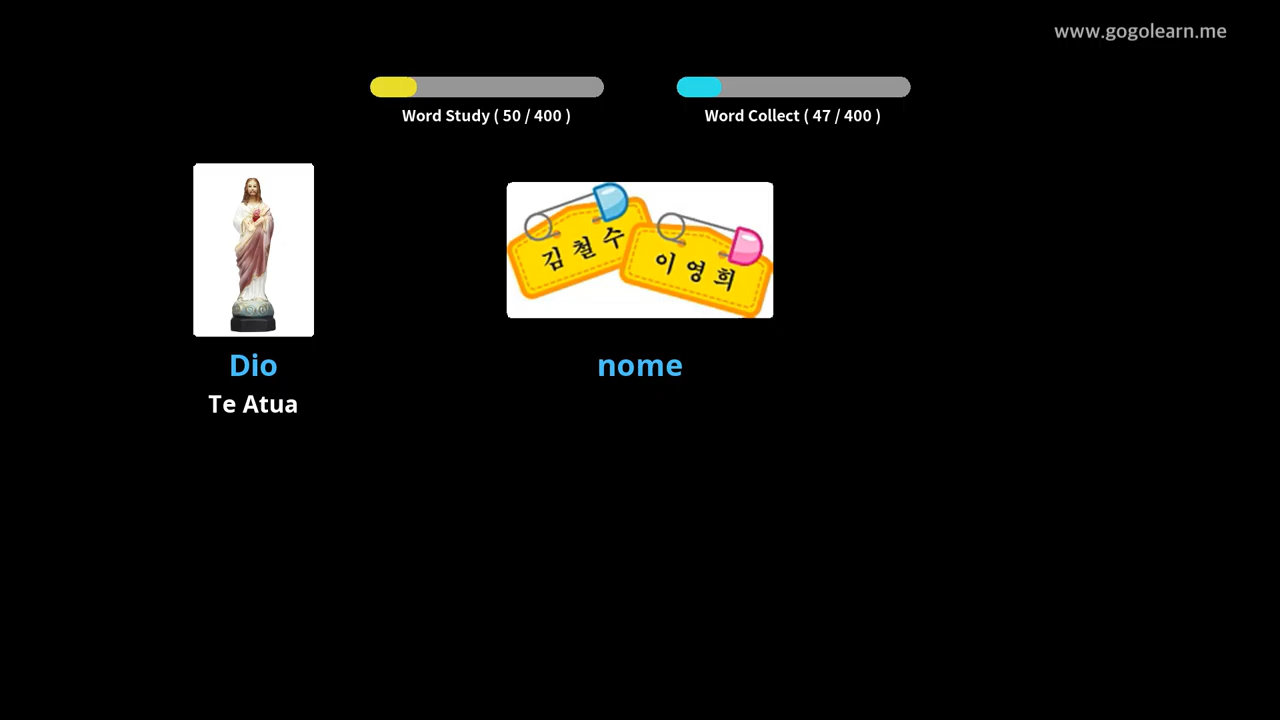 www.gogolearn.me
Word Study ( 50 / 400 )
Word Collect ( 47 / 400 )
김철수
이영희
Dio
nome
Te Atua